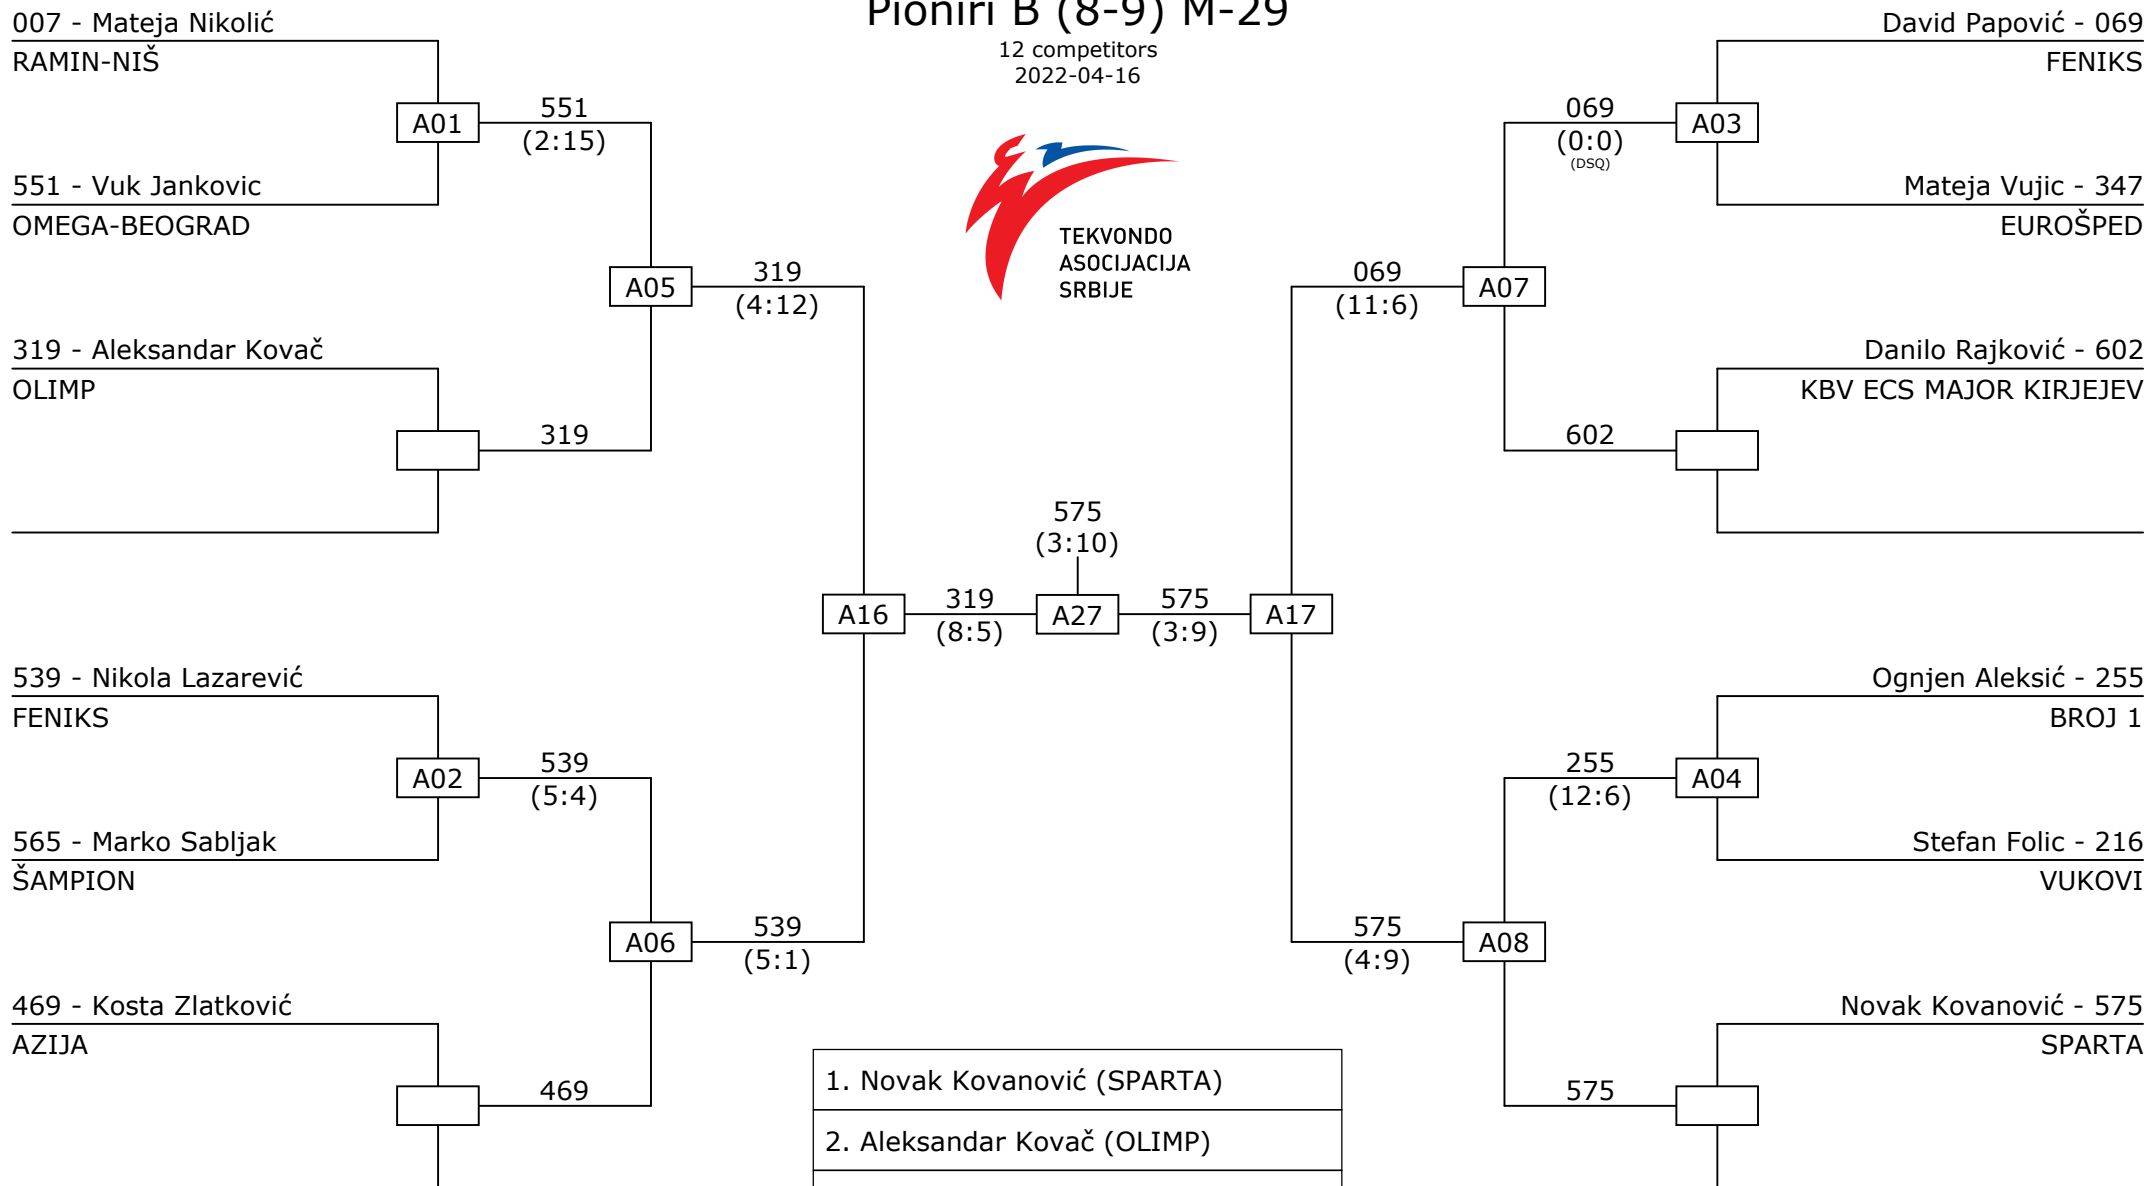 Pioniri B (8-9) M-29
12 competitors
2022-04-16
TEKVONDO
ASOCIJACIJA
SRBIJE
007 - Mateja Nikolić
RAMIN-NIŠ
A01
551
(2:15)
551 - Vuk Jankovic
OMEGA-BEOGRAD
A05
319
(4:12)
319 - Aleksandar Kovač
OLIMP
319
539 - Nikola Lazarević
FENIKS
A02
539
(5:4)
565 - Marko Sabljak
ŠAMPION
A06
539
(5:1)
469 - Kosta Zlatković
AZIJA
469
A16
319
(8:5)
575
(3:10)
A27
575
(3:9)
A17
David Papović - 069
FENIKS
069
(0:0)
(DSQ)
A03
Mateja Vujic - 347
EUROŠPED
069
(11:6)
A07
Danilo Rajković - 602
KBV ECS MAJOR KIRJEJEV
602
Ognjen Aleksić - 255
BROJ 1
255
(12:6)
A04
Stefan Folic - 216
VUKOVI
575
(4:9)
A08
Novak Kovanović - 575
SPARTA
575
1. Novak Kovanović (SPARTA)
2. Aleksandar Kovač (OLIMP)